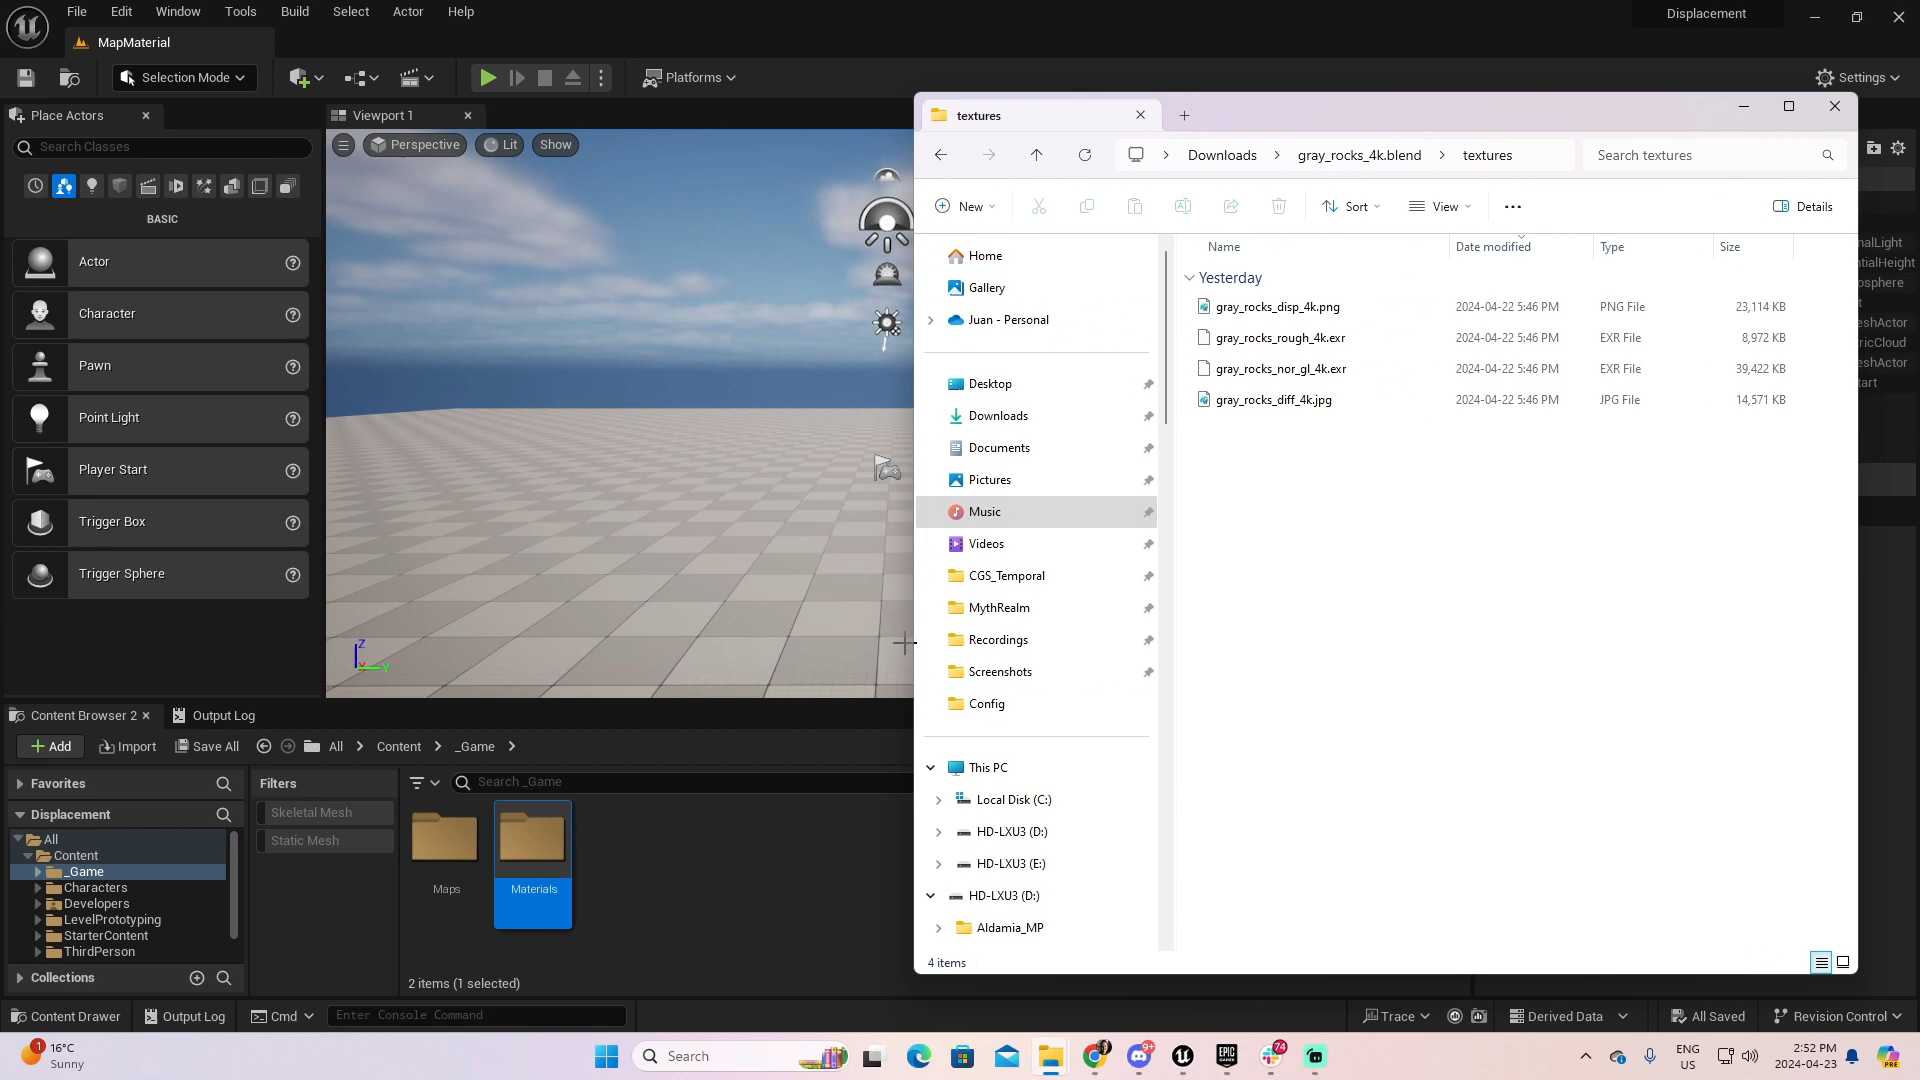 File Edit Window Tools Build Select Actor Help
Displacement
MapMaterial
Selection Mode
Platforms
Settings
Place Actors
Viewport 1
Search Classes
Perspective
Lit
Show
BASIC
Actor
Character
Pawn
Point Light
Player Start
Trigger Box
Trigger Sphere
Z
X
Y
textures
Downloads
gray_rocks_4k.blend
textures
Search textures
New
Sort
View
Details
Name Date modified Type Size
Yesterday
gray_rocks_disp_4k.png 2024-04-22 5:46 PM PNG File 23,114 KB
gray_rocks_rough_4k.exr 2024-04-22 5:46 PM EXR File 8,972 KB
gray_rocks_nor_gl_4k.exr 2024-04-22 5:46 PM EXR File 39,422 KB
gray_rocks_diff_4k.jpg 2024-04-22 5:46 PM JPG File 14,571 KB
Home
Gallery
Juan - Personal
Desktop
Downloads
Documents
Pictures
Music
Videos
CGS_Temporal
MythRealm
Recordings
Screenshots
Config
This PC
Local Disk (C:)
HD-LXU3 (D:)
HD-LXU3 (E:)
HD-LXU3 (D:)
Aldamia_MP
4 items
Content Browser 2
Output Log
Add
Import
Save All
All
Content
_Game
Favorites
Filters
Search _Game
Skeletal Mesh
Static Mesh
Displacement
All
Content
_Game
Characters
Developers
LevelPrototyping
StarterContent
ThirdPerson
Collections
Maps
Materials
2 items (1 selected)
Content Drawer
Output Log
Cmd
Enter Console Command
Trace
Derived Data
All Saved
Revision Control
1
16°C
Sunny
Search
9+
EPIC
GAMES
74
ENG
US
2:52 PM
2024-04-23
PRE